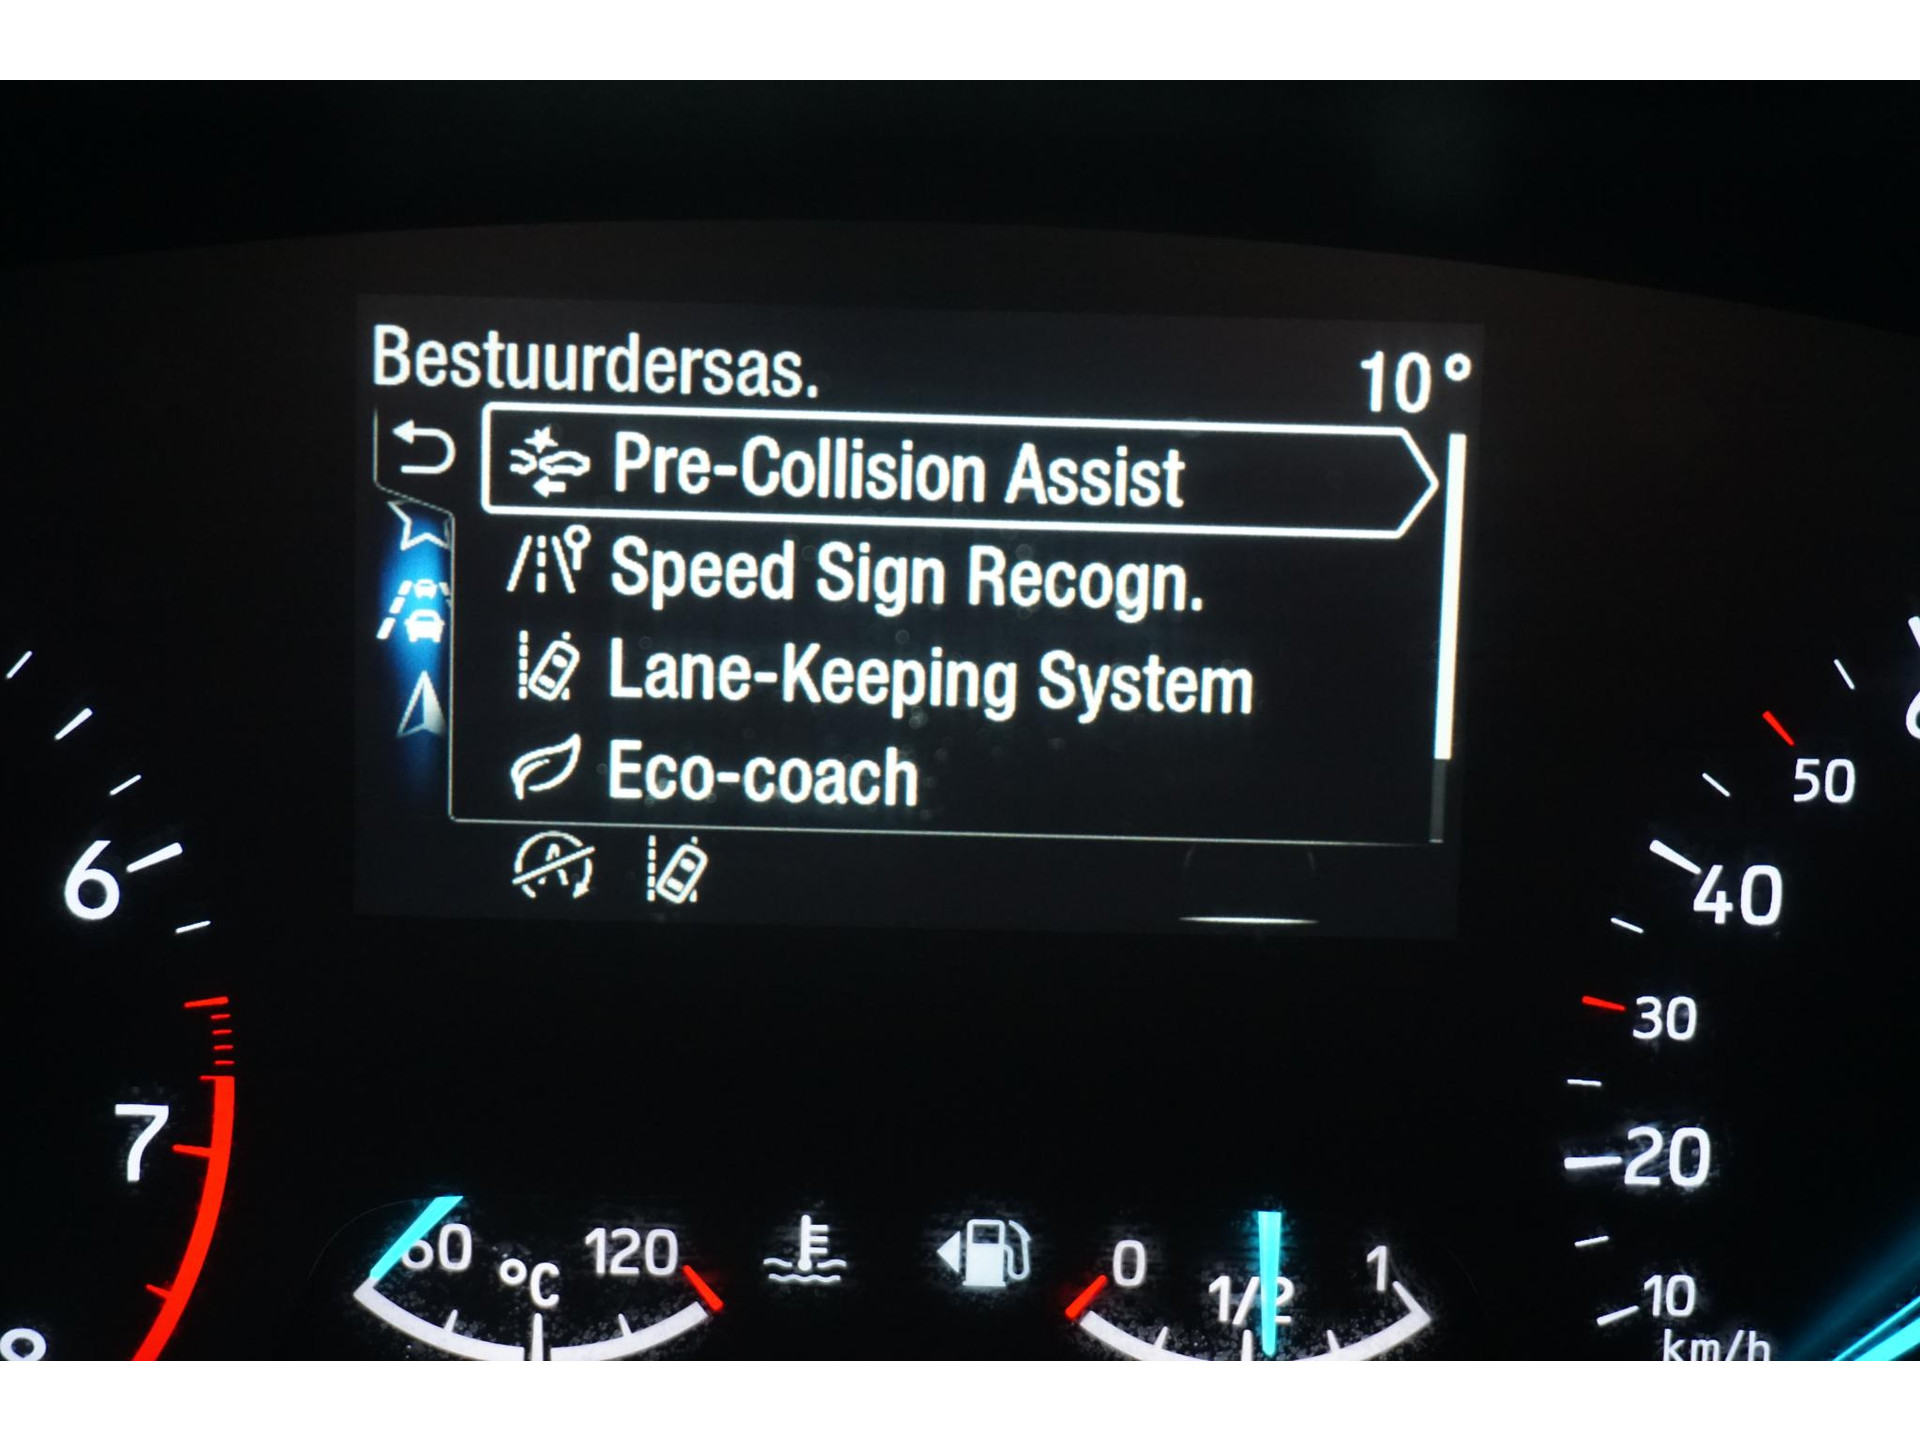 Bestuurdersas. 10°
Pre-Collision Assist
Speed Sign Recogn.
Lane-Keeping System
Eco-coach
6
7
50
40
30
20
10
km/h
60 °C 120
0 1/2 1